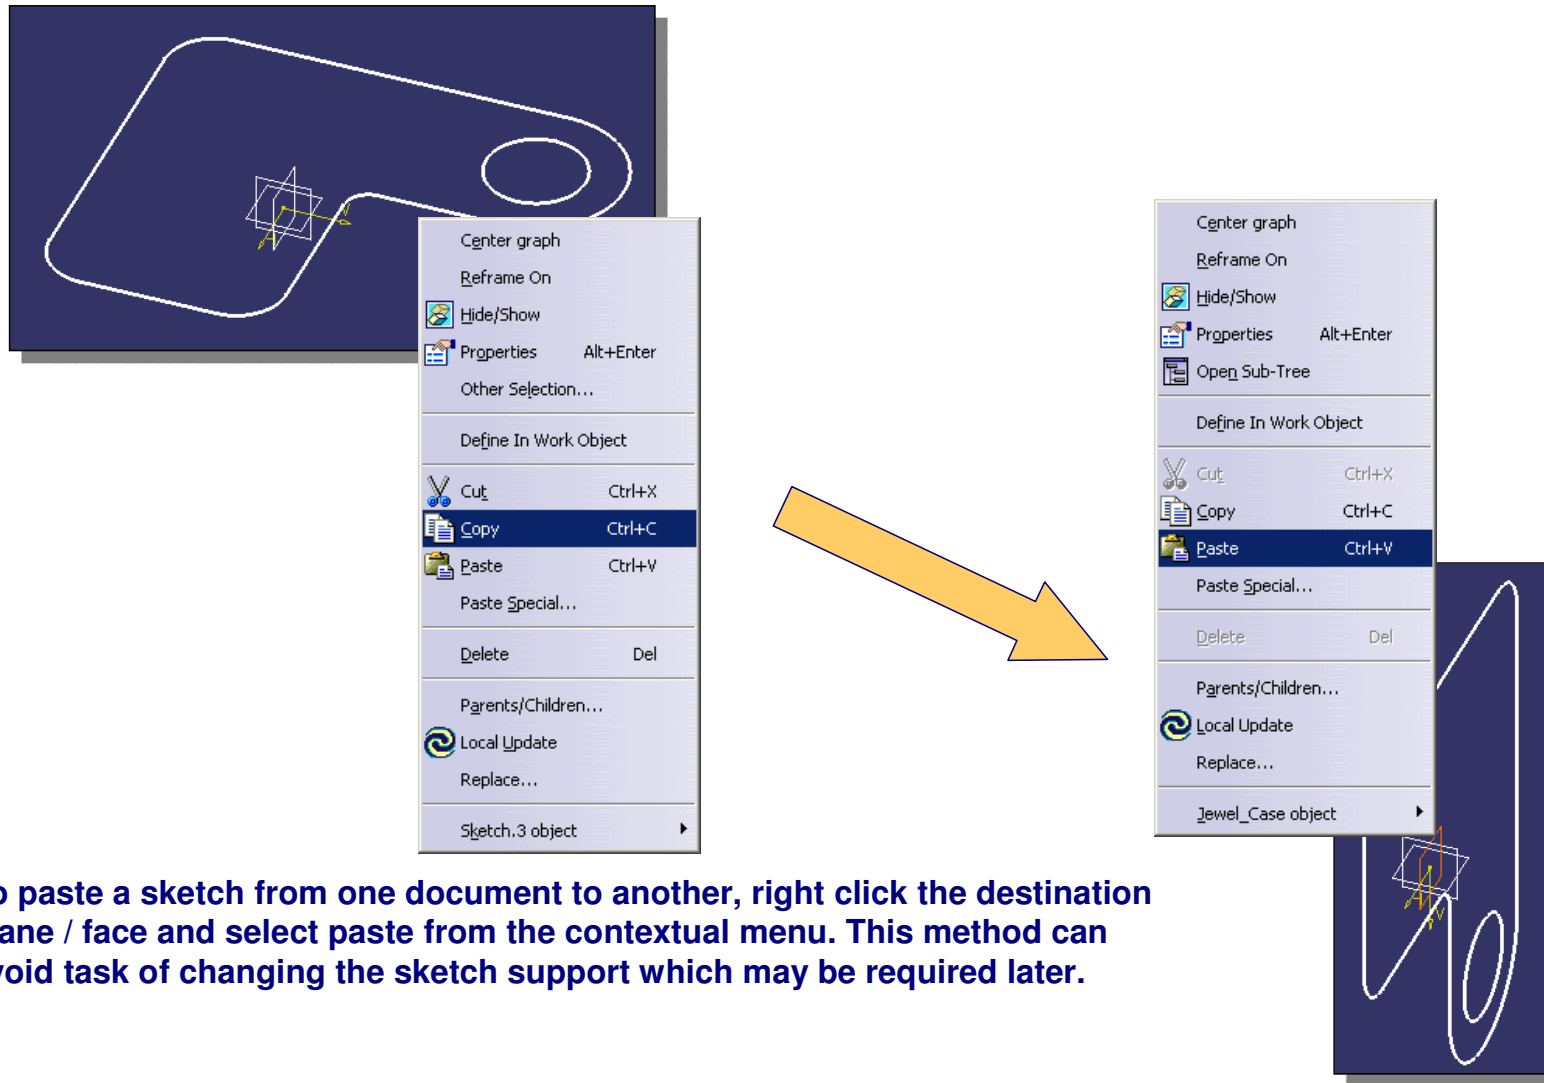 Center graph
Reframe On
Hide/Show
Properties Alt+Enter
Other Selection...
Define In Work Object
Cut Ctrl+X
Copy Ctrl+C
Paste Ctrl+V
Paste Special...
Delete Del
Parents/Children...
Local Update
Replace...
Sketch.3 object
Center graph
Reframe On
Hide/Show
Properties Alt+Enter
Open Sub-Tree
Define In Work Object
Cut Ctrl+X
Copy Ctrl+C
Paste Ctrl+V
Paste Special...
Delete Del
Parents/Children...
Local Update
Replace...
Jewel_Case object
o paste a sketch from one document to another, right click the destination
ane / face and select paste from the contextual menu. This method can
void task of changing the sketch support which may be required later.